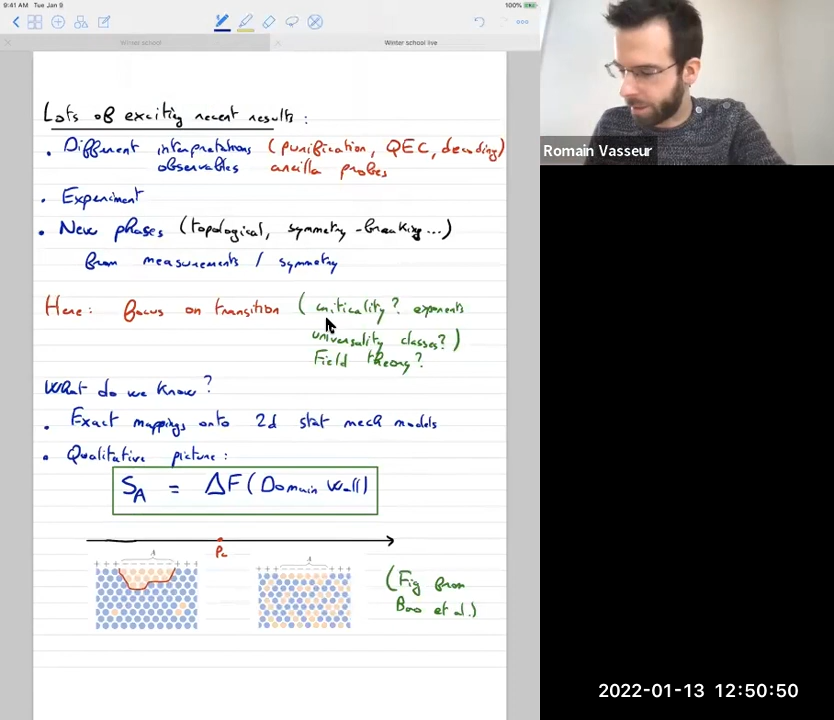 9:41 AM Tue Jan 9
100%
Winter school
Winter school live
Lots of exciting recent results :
• Different interpretations (purification, QEC, decoding)
observables ancilla probes
• Experiment
• New phases (topological, symmetry-breaking...)
from measurements / symmetry
Here: focus on transition ( criticality? exponents
universality classes? )
Field theory?
What do we know?
• Exact mappings onto 2d stat mech models
• Qualitative picture:
S_A = ΔF (Domain Wall)
Pc
A
A
(Fig from
Bao et al.)
Romain Vasseur
2022-01-13 12:50:50